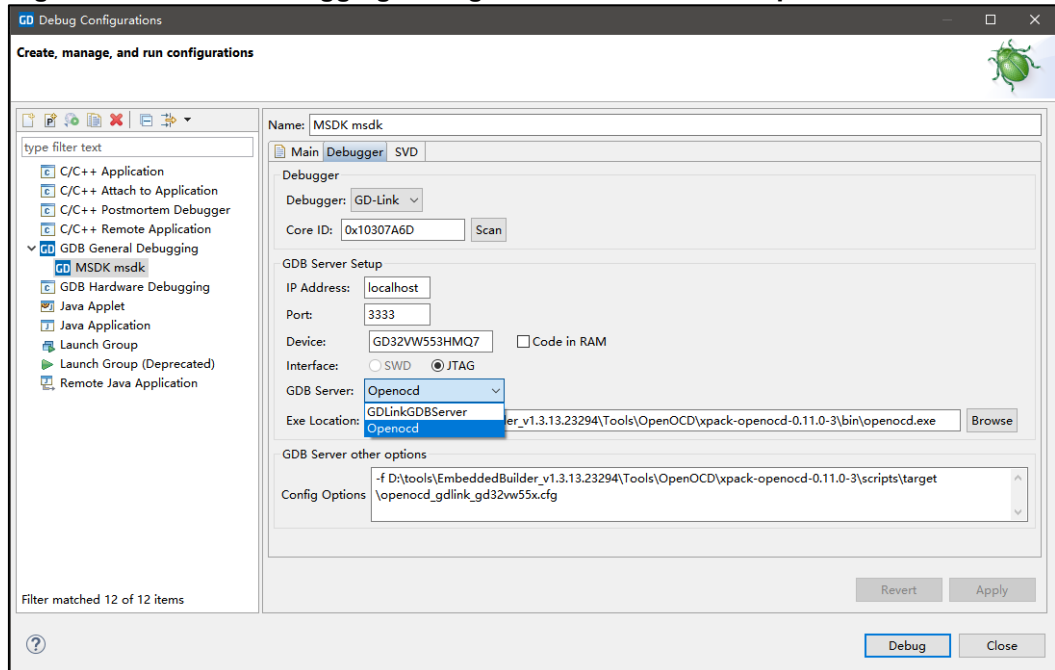 GD Debug Configurations
Create, manage, and run configurations
type filter text
C/C++ Application
C/C++ Attach to Application
C/C++ Postmortem Debugger
C/C++ Remote Application
GDB General Debugging
MSDK msdk
GDB Hardware Debugging
Java Applet
Java Application
Launch Group
Launch Group (Deprecated)
Remote Java Application
Filter matched 12 of 12 items
Name: MSDK msdk
Main Debugger SVD
Debugger
Debugger: GD-Link
Core ID: 0x10307A6D Scan
GDB Server Setup
IP Address: localhost
Port: 3333
Device: GD32VW553HMQ7 Code in RAM
Interface: SWD JTAG
GDB Server: Openocd
GDLinkGDBServer
Openocd
Exe Location: er_v1.3.13.23294\Tools\OpenOCD\xpack-openocd-0.11.0-3\bin\openocd.exe Browse
GDB Server other options
Config Options -f D:\tools\EmbeddedBuilder_v1.3.13.23294\Tools\OpenOCD\xpack-openocd-0.11.0-3\scripts\target
\openocd_gdlink_gd32vw55x.cfg
Revert Apply
Debug Close